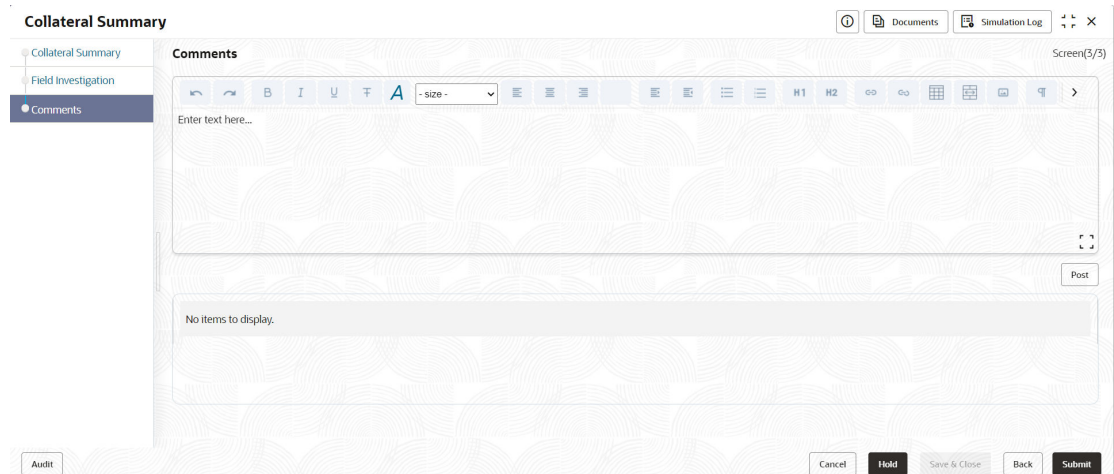 Collateral Summary
Documents
Simulation Log
Collateral Summary
Field Investigation
Comments
Comments
Screen(3/3)
B I U T A - size - H1 H2
Enter text here...
Post
No items to display.
Audit
Cancel
Hold
Save & Close
Back
Submit